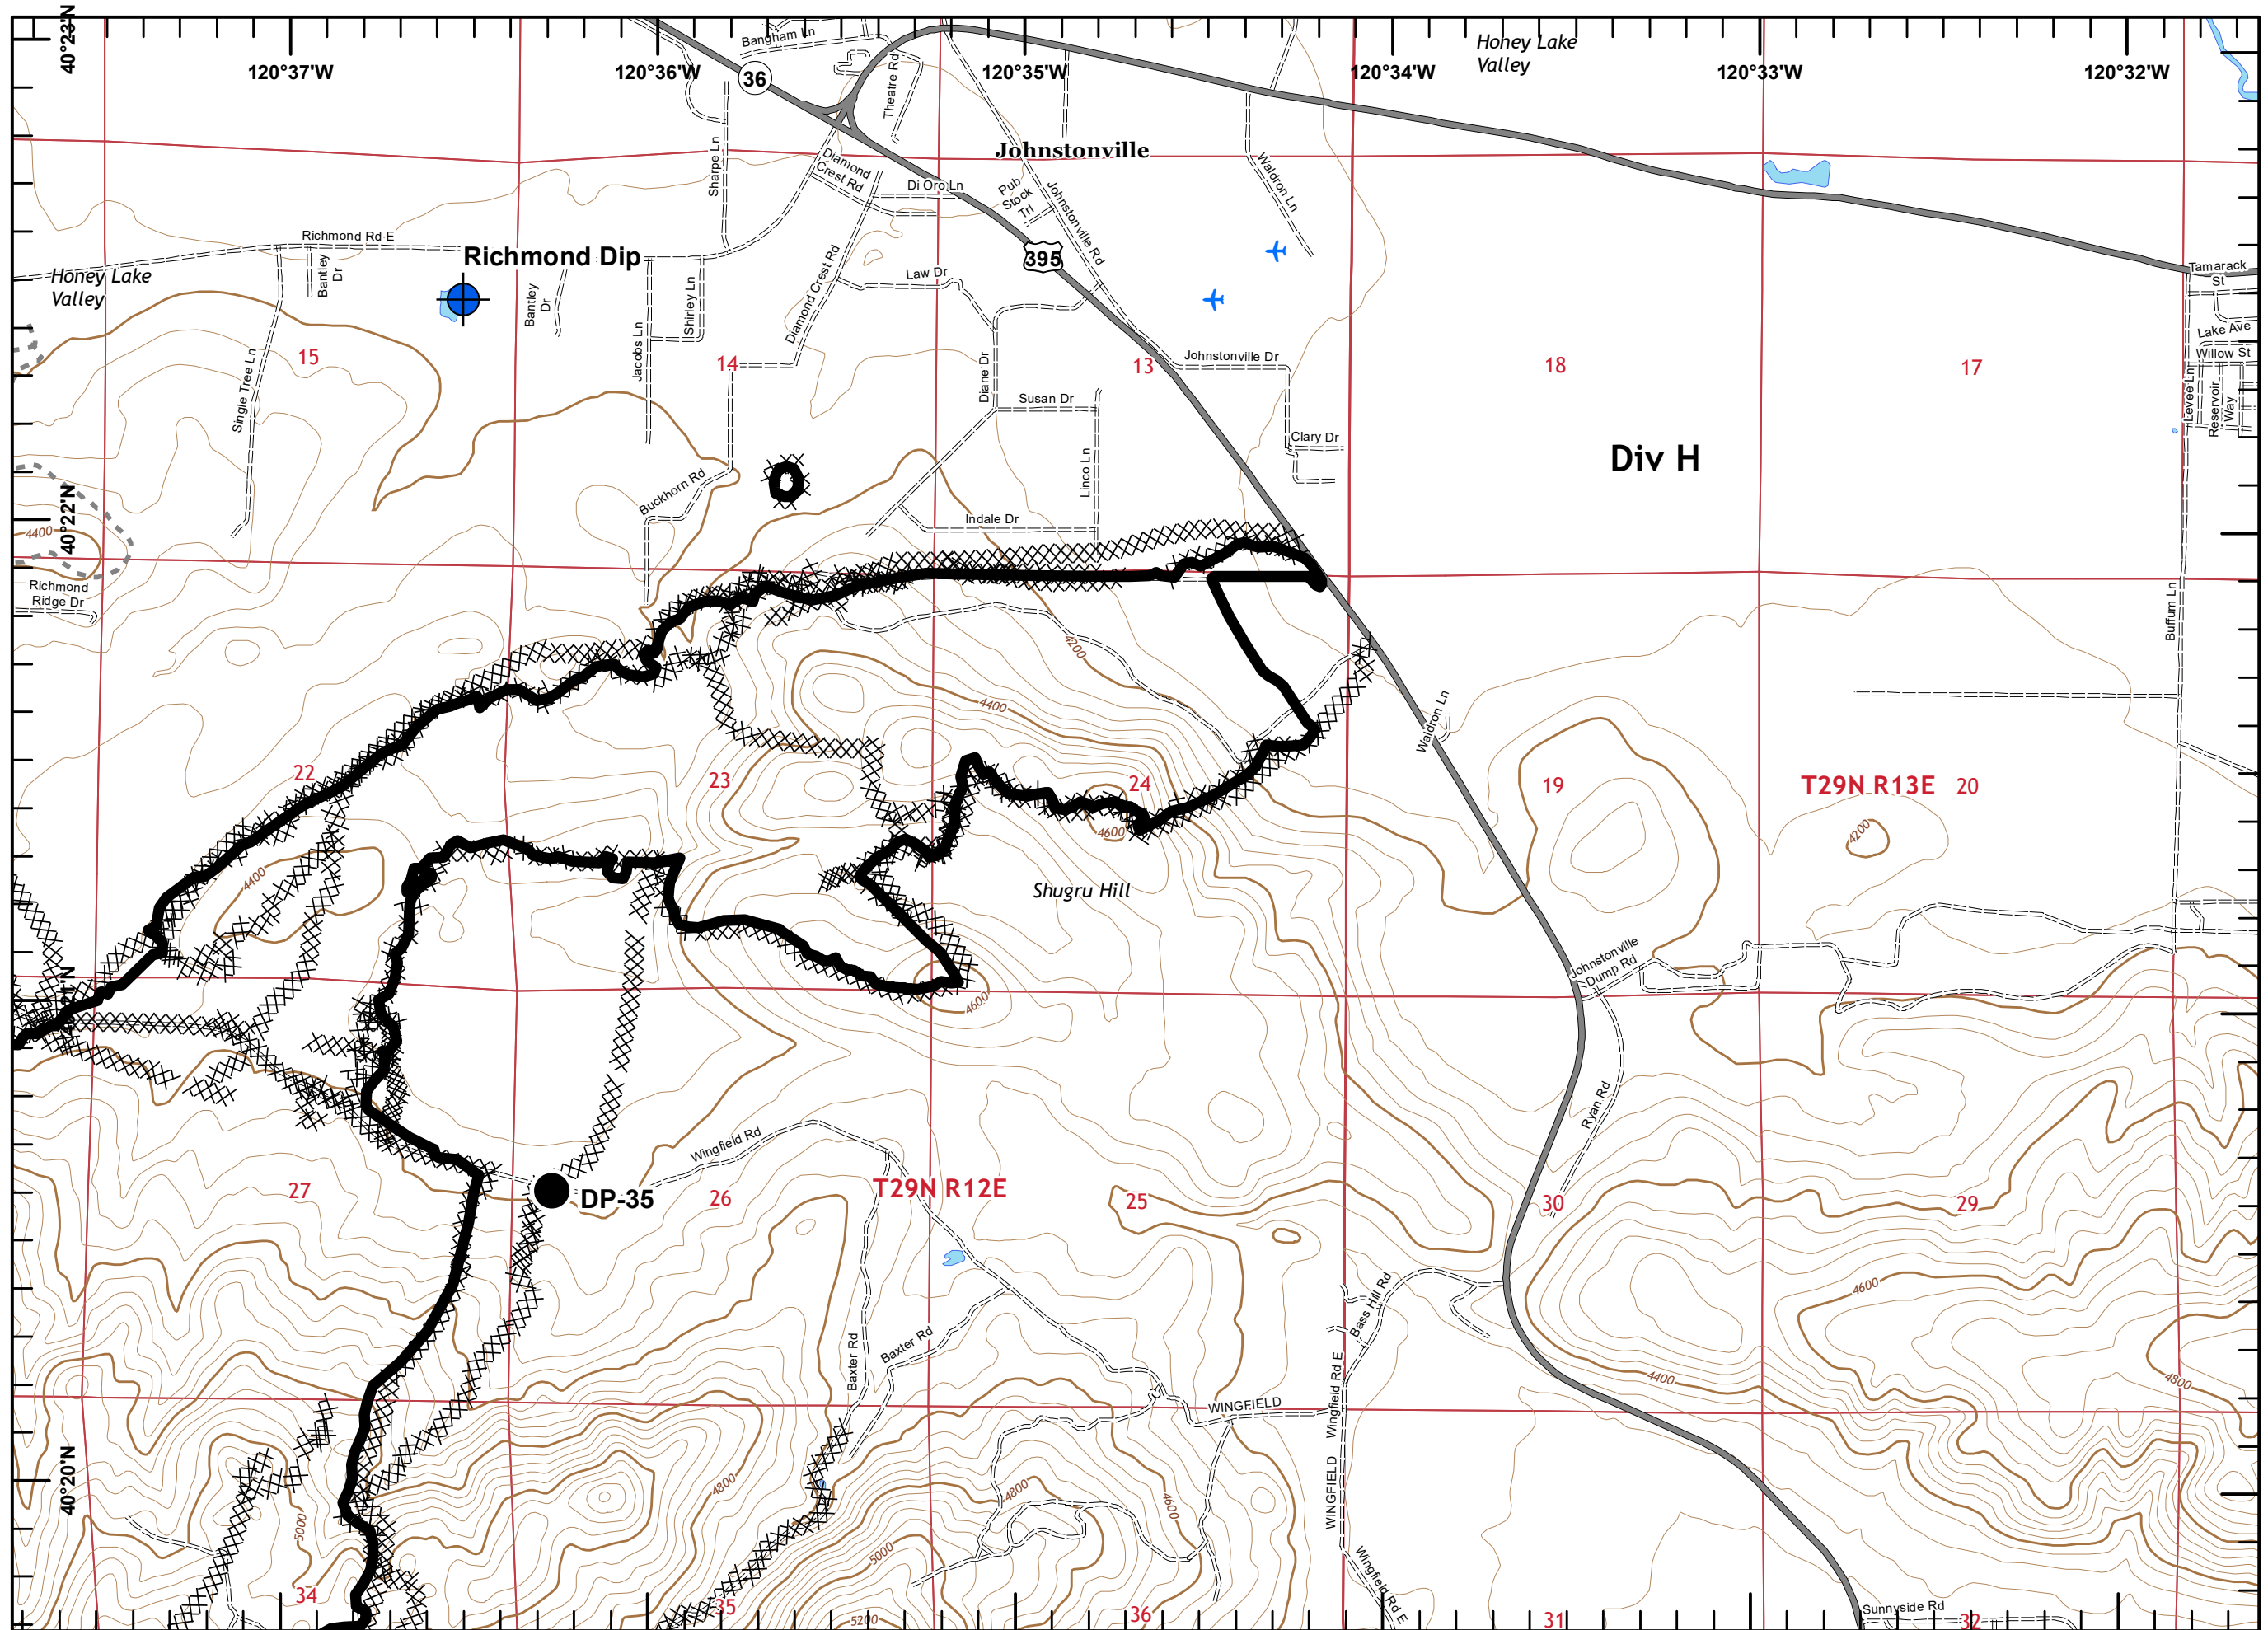 40°23'N
120°37'W
120°36'W
120°35'W
120°34'W
120°33'W
120°32'W
Honey Lake
Valley
Bangham Ln
36
Theatre Rd
Sharpe Ln
Johnstonville
Diamond
Crest Rd
Di Oro Ln
Pub
Stock
Trl
Johnstonville Rd
Waldron Ln
Richmond Rd E
Richmond Dip
395
Honey Lake
Valley
Bantley
Dr
Bantley
Dr
Shirley Ln
Jacobs Ln
Diamond Crest Rd
Law Dr
Tamarack
St
Lake Ave
Willow St
Levee Ln
Reservoir
Way
15
14
13
18
17
Single Tree Ln
Diane Dr
Johnstonville Dr
Susan Dr
Clary Dr
Linco Ln
Div H
Buckhorn Rd
Indale Dr
40°22'N
4400
Richmond
Ridge Dr
4200
Buffum Ln
4400
Waldron Ln
22
23
24
19
T29N R13E
20
4600
4200
4400
Shugru Hill
Johnstonville
Dump Rd
4600
Ryan Rd
Wingfield Rd
27
DP-35
26
T29N R12E
25
30
29
Bass Hill Rd
4600
Baxter Rd
Baxter Rd
Wingfield Rd E
WINGFIELD
4400
4800
40°20'N
4800
4800
4600
WINGFIELD
5000
5000
Wingfield Rd E
34
35
5200
36
31
Sunnyside Rd
32